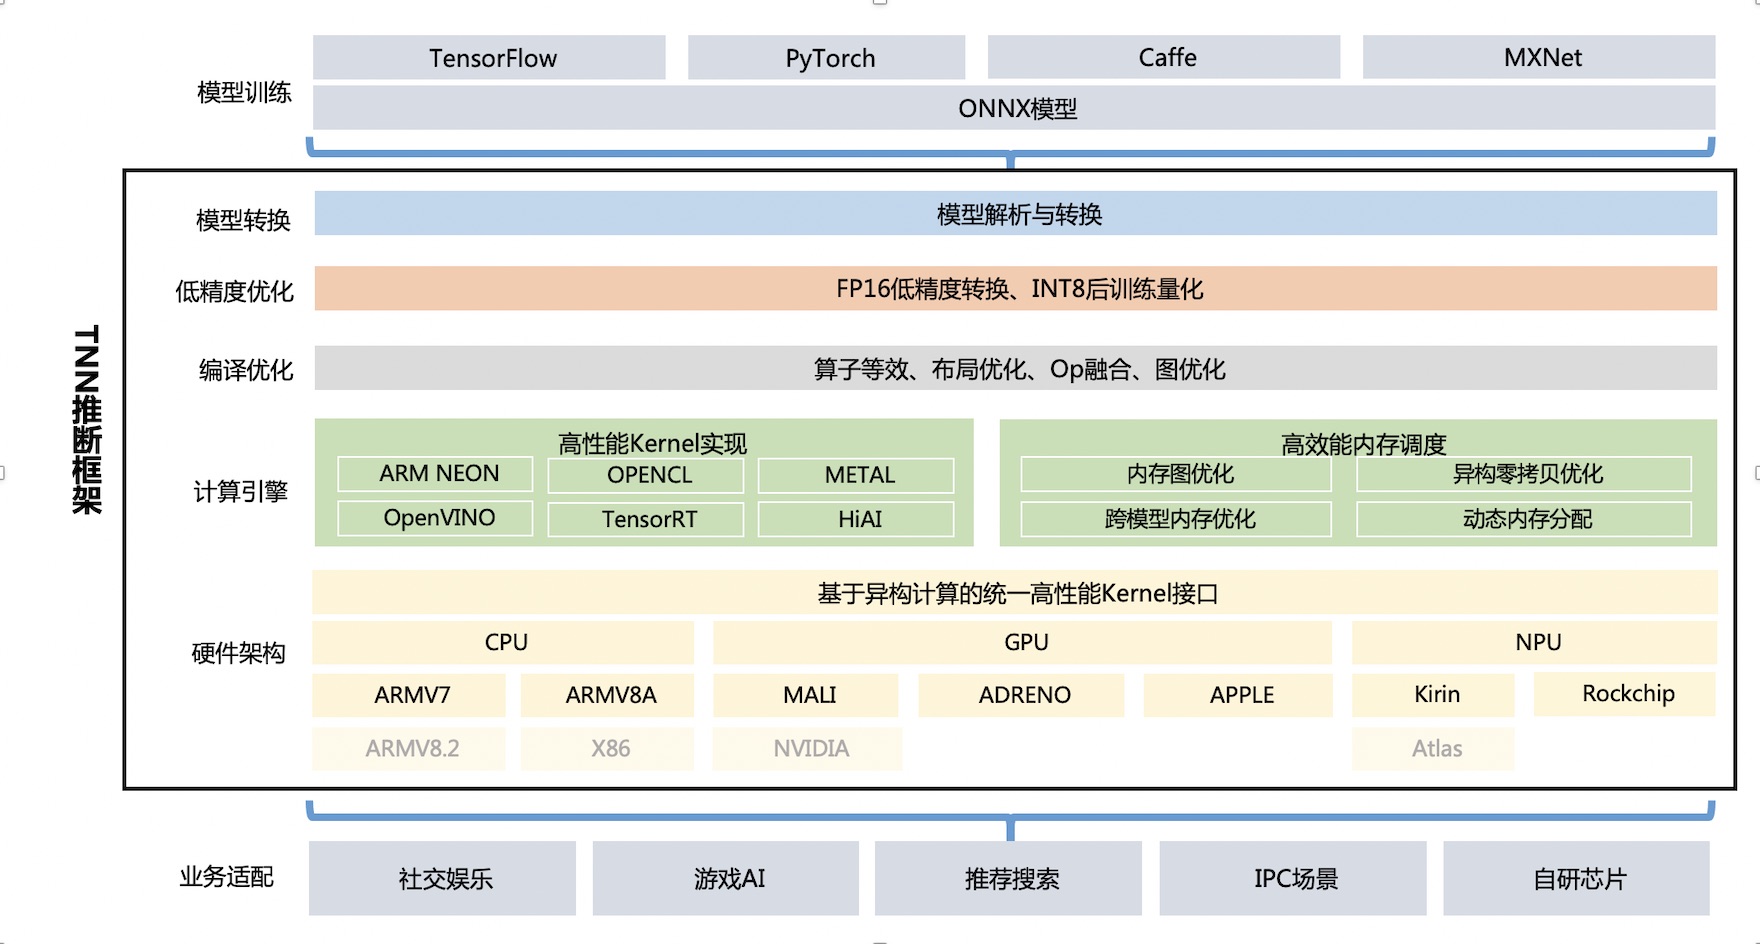 TensorFlow
PyTorch
Caffe
MXNet
模型训练
ONNX模型
TNN推断框架
模型转换
模型解析与转换
低精度优化
FP16低精度转换、INT8后训练量化
编译优化
算子等效、布局优化、Op融合、图优化
计算引擎
高性能Kernel实现
ARM NEON
OPENCL
METAL
OpenVINO
TensorRT
HiAI
高效能内存调度
内存图优化
异构零拷贝优化
跨模型内存优化
动态内存分配
硬件架构
基于异构计算的统一高性能Kernel接口
CPU
GPU
NPU
ARMV7
ARMV8A
MALI
ADRENO
APPLE
Kirin
Rockchip
ARMV8.2
X86
NVIDIA
Atlas
业务适配
社交娱乐
游戏AI
推荐搜索
IPC场景
自研芯片